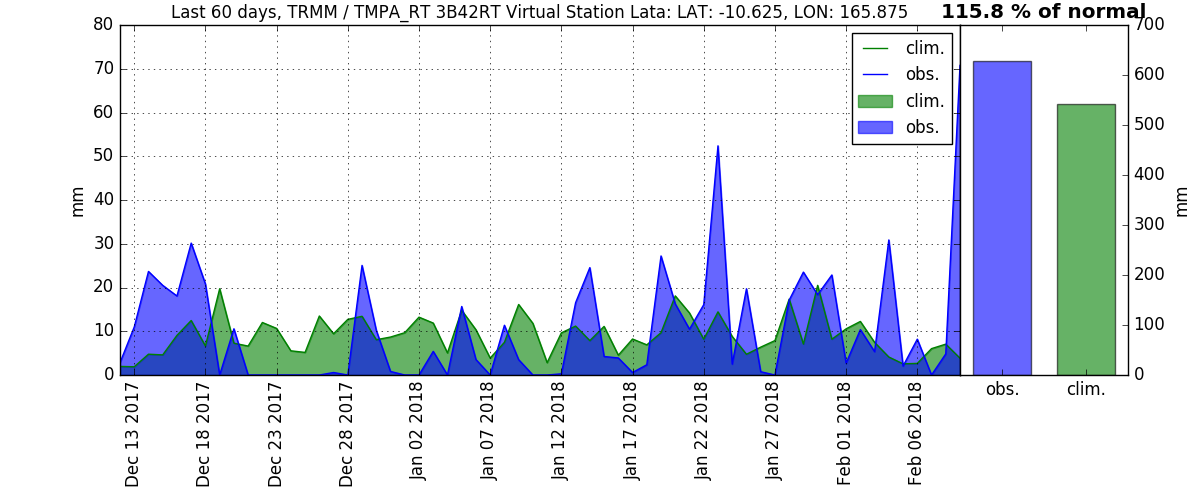 Last 60 days, TRMM / TMPA_RT 3B42RT Virtual Station Lata: LAT: -10.625, LON: 165.875
115.8 % of normal
clim.
obs.
clim.
obs.
mm
80
70
60
50
40
30
20
10
0
Dec 13 2017
Dec 18 2017
Dec 23 2017
Dec 28 2017
Jan 02 2018
Jan 07 2018
Jan 12 2018
Jan 17 2018
Jan 22 2018
Jan 27 2018
Feb 01 2018
Feb 06 2018
obs.
clim.
700
600
500
400
300
200
100
0
mm